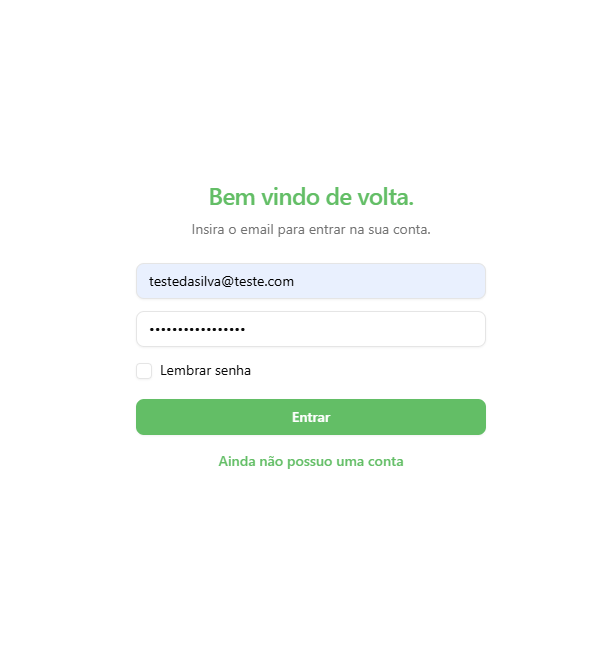 Bem vindo de volta.
Insira o email para entrar na sua conta.
testedasilva@teste.com
•••••••••••••••••
Lembrar senha
Entrar
Ainda não possuo uma conta